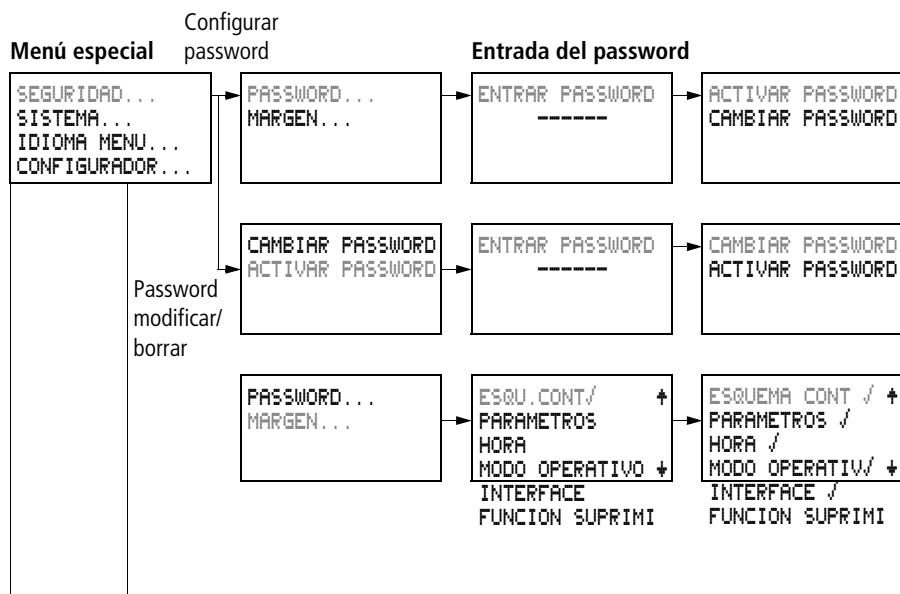 Configurar
password
Menú especial
Entrada del password
SEGURIDAD...
SISTEMA...
IDIOMA MENU...
CONFIGURADOR...
PASSWORD...
MARGEN...
ENTRAR PASSWORD
------
ACTIVAR PASSWORD
CAMBIAR PASSWORD
Password
modificar/
borrar
CAMBIAR PASSWORD
ACTIVAR PASSWORD
ENTRAR PASSWORD
------
CAMBIAR PASSWORD
ACTIVAR PASSWORD
PASSWORD...
MARGEN...
ESQU.CONT√ ↑
PARAMETROS
HORA
MODO OPERATIVO ↓
INTERFACE
FUNCION SUPRIMI
ESQUEMA CONT √ ↑
PARAMETROS √
HORA √
MODO OPERATIV√ ↓
INTERFACE √
FUNCION SUPRIMI